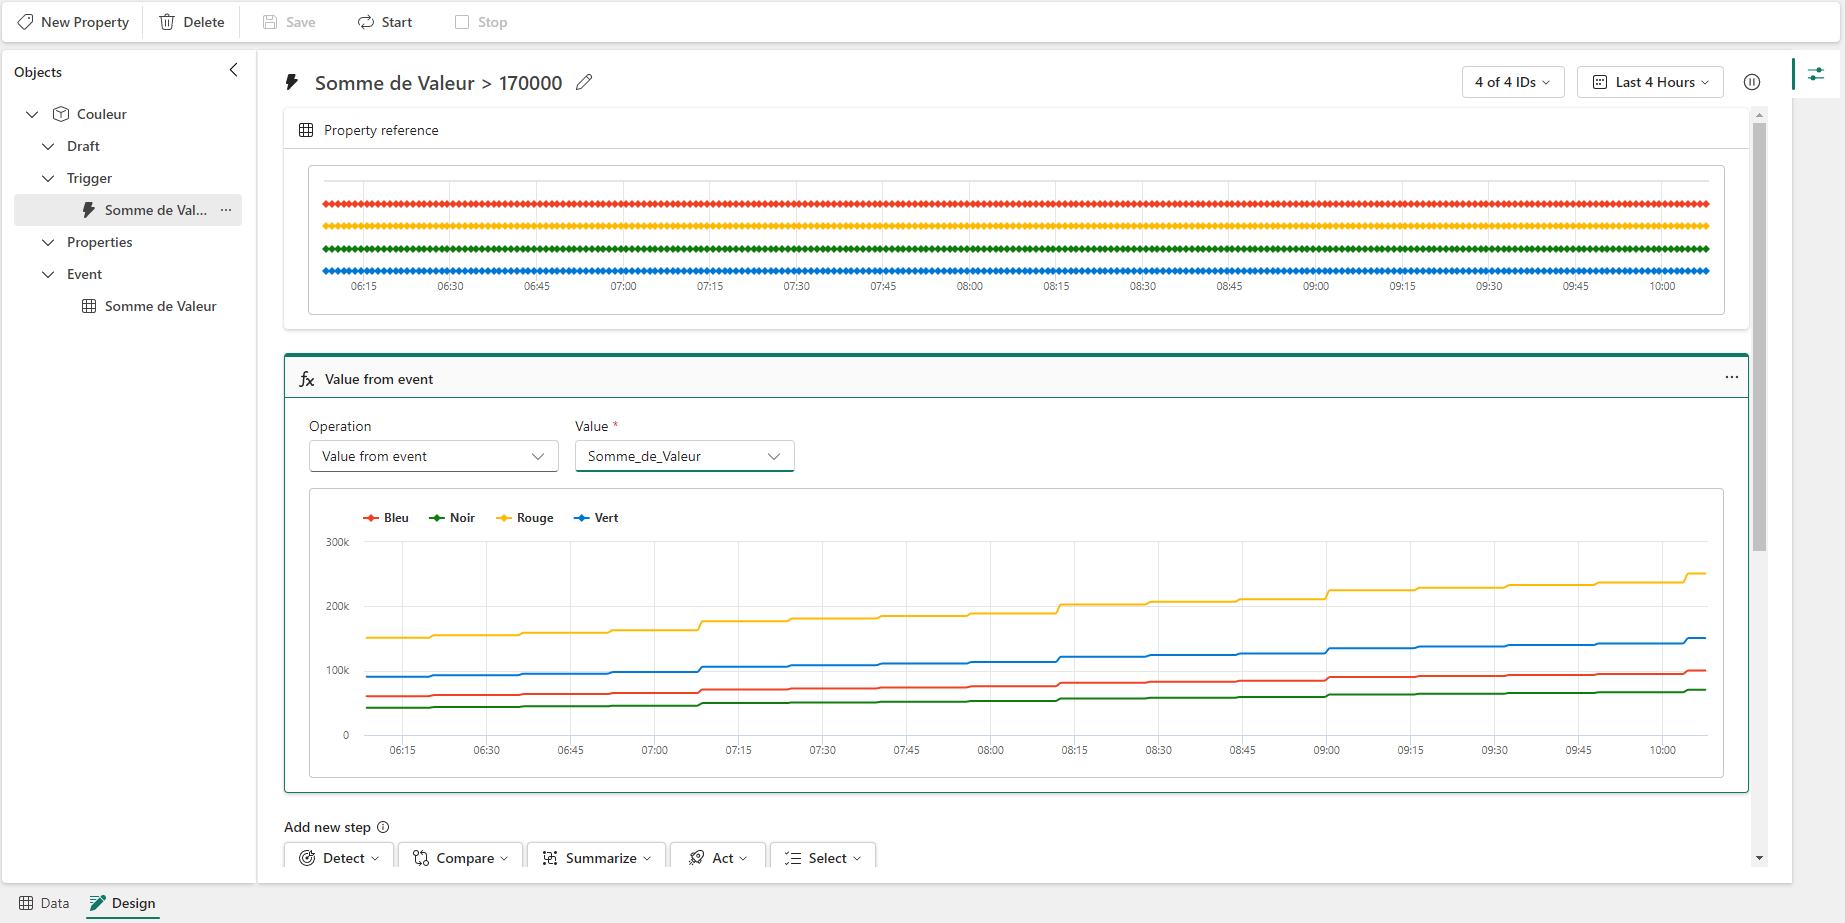 New Property
Delete
Save
Start
Stop
Objects
Couleur
Draft
Trigger
Somme de Val...
Properties
Event
Somme de Valeur
Somme de Valeur > 170000
4 of 4 IDs
Last 4 Hours
Property reference
06:15 06:30 06:45 07:00 07:15 07:30 07:45 08:00 08:15 08:30 08:45 09:00 09:15 09:30 09:45 10:00
fx Value from event
Operation
Value from event
Value *
Somme_de_Valeur
Bleu Noir Rouge Vert
300k
200k
100k
0
06:15 06:30 06:45 07:00 07:15 07:30 07:45 08:00 08:15 08:30 08:45 09:00 09:15 09:30 09:45 10:00
Add new step
Detect
Compare
Summarize
Act
Select
Data
Design